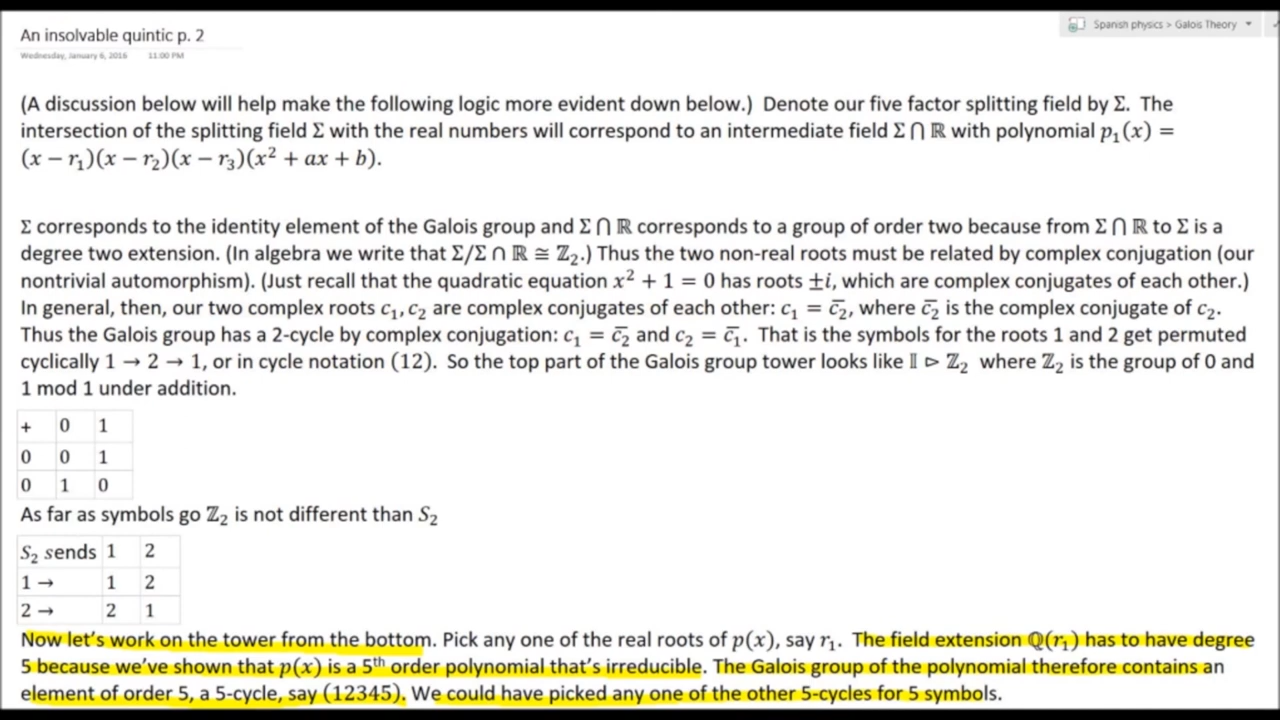 An insolvable quintic p. 2
Spanish physics > Galois Theory
Wednesday, January 6, 2016 11:00 PM
(A discussion below will help make the following logic more evident down below.) Denote our five factor splitting field by Σ. The
intersection of the splitting field Σ with the real numbers will correspond to an intermediate field Σ ⋂ ℝ with polynomial p₁(x) =
(x − r₁)(x − r₂)(x − r₃)(x² + ax + b).
Σ corresponds to the identity element of the Galois group and Σ ⋂ ℝ corresponds to a group of order two because from Σ ⋂ ℝ to Σ is a
degree two extension. (In algebra we write that Σ/Σ ∩ ℝ ≅ ℤ₂.) Thus the two non-real roots must be related by complex conjugation (our
nontrivial automorphism). (Just recall that the quadratic equation x² + 1 = 0 has roots ±i, which are complex conjugates of each other.)
In general, then, our two complex roots c₁, c₂ are complex conjugates of each other: c₁ = c̄₂, where c̄₂ is the complex conjugate of c₂.
Thus the Galois group has a 2-cycle by complex conjugation: c₁ = c̄₂ and c₂ = c̄₁. That is the symbols for the roots 1 and 2 get permuted
cyclically 1 → 2 → 1, or in cycle notation (12). So the top part of the Galois group tower looks like 𝕀 ⊳ ℤ₂ where ℤ₂ is the group of 0 and
1 mod 1 under addition.
+ 0 1
0 0 1
0 1 0
As far as symbols go ℤ₂ is not different than S₂
S₂ sends 1 2
1 → 1 2
2 → 2 1
Now let's work on the tower from the bottom. Pick any one of the real roots of p(x), say r₁. The field extension ℚ(r₁) has to have degree
5 because we've shown that p(x) is a 5ᵗʰ order polynomial that's irreducible. The Galois group of the polynomial therefore contains an
element of order 5, a 5-cycle, say (12345). We could have picked any one of the other 5-cycles for 5 symbols.